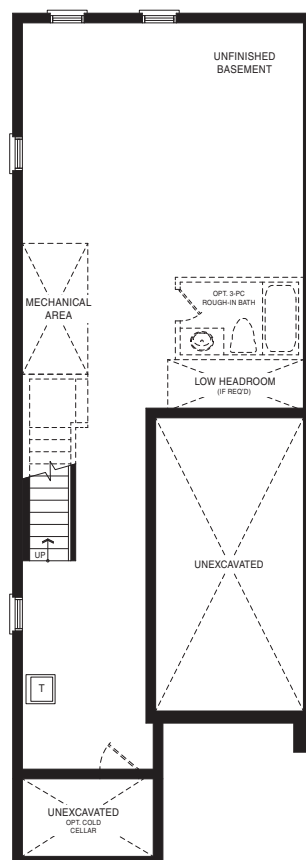 UNFINISHED
BASEMENT
MECHANICAL
AREA
OPT. 3-PC
ROUGH-IN BATH
LOW HEADROOM
(IF REQ'D)
UP
UNEXCAVATED
T
UNEXCAVATED
OPT. COLD
CELLAR